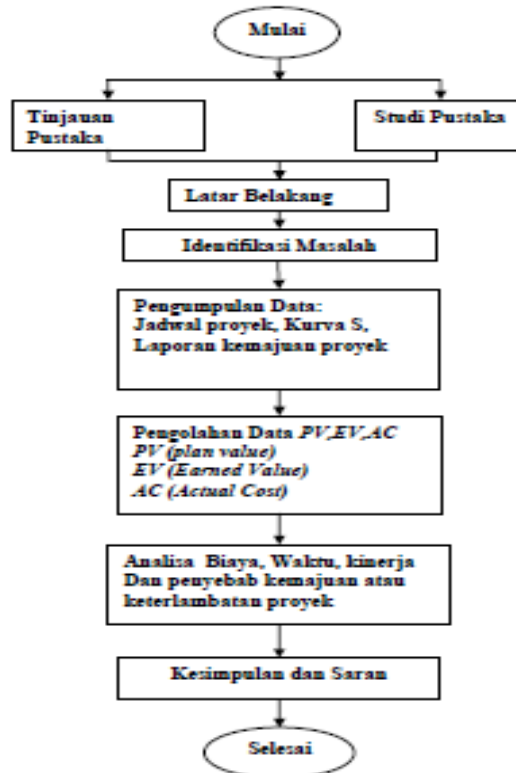 Mulai
Tinjauan
Pustaka
Studi Pustaka
Latar Belakang
Identifikasi Masalah
Pengumpulan Data:
Jadwal proyek, Kurva S,
Laporan kemajuan proyek
Pengolahan Data PV,EV,AC
PV (plan value)
EV (Earned Value)
AC (Actual Cost)
Analisa Biaya, Waktu, kinerja
Dan penyebab kemajuan atau
keterlambatan proyek
Kesimpulan dan Saran
Selesai